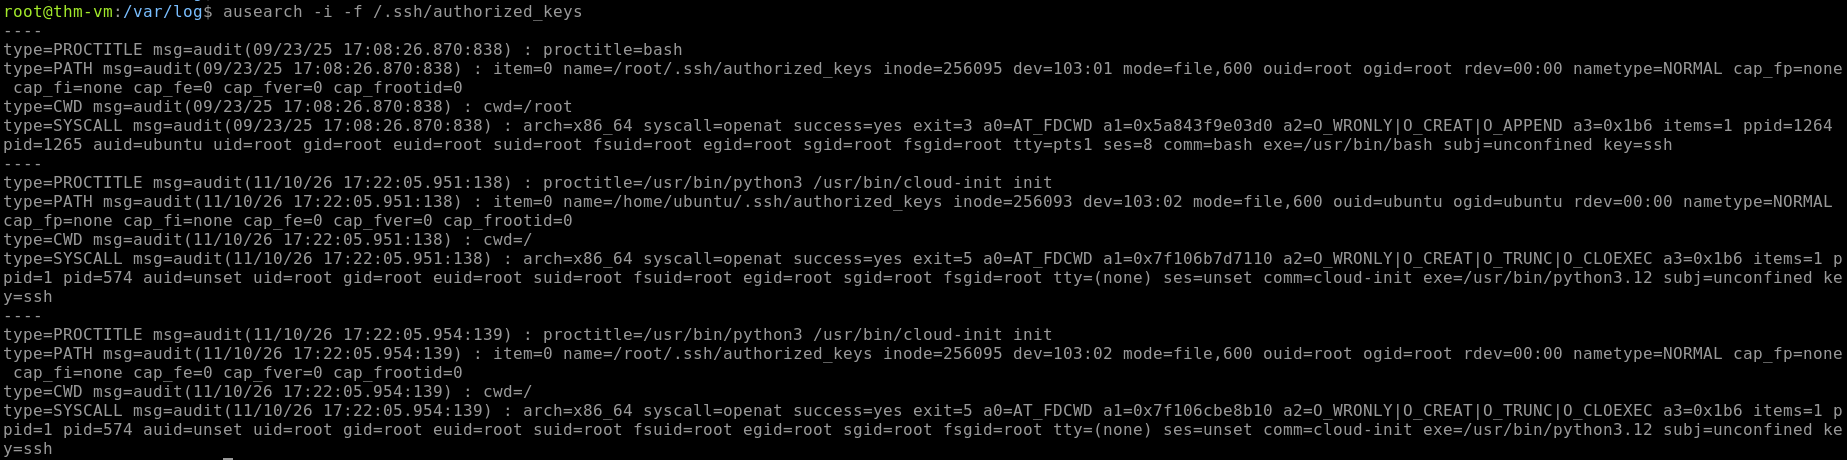 root@thm-vm:/var/log$ ausearch -i -f /.ssh/authorized_keys
----
type=PROCTITLE msg=audit(09/23/25 17:08:26.870:838) : proctitle=bash
type=PATH msg=audit(09/23/25 17:08:26.870:838) : item=0 name=/root/.ssh/authorized_keys inode=256095 dev=103:01 mode=file,600 ouid=root ogid=root rdev=00:00 nametype=NORMAL cap_fp=none
 cap_fi=none cap_fe=0 cap_fver=0 cap_frootid=0
type=CWD msg=audit(09/23/25 17:08:26.870:838) : cwd=/root
type=SYSCALL msg=audit(09/23/25 17:08:26.870:838) : arch=x86_64 syscall=openat success=yes exit=3 a0=AT_FDCWD a1=0x5a843f9e03d0 a2=O_WRONLY|O_CREAT|O_APPEND a3=0x1b6 items=1 ppid=1264
pid=1265 auid=ubuntu uid=root gid=root euid=root suid=root fsuid=root egid=root sgid=root fsgid=root tty=pts1 ses=8 comm=bash exe=/usr/bin/bash subj=unconfined key=ssh
----
type=PROCTITLE msg=audit(11/10/26 17:22:05.951:138) : proctitle=/usr/bin/python3 /usr/bin/cloud-init init
type=PATH msg=audit(11/10/26 17:22:05.951:138) : item=0 name=/home/ubuntu/.ssh/authorized_keys inode=256093 dev=103:02 mode=file,600 ouid=ubuntu ogid=ubuntu rdev=00:00 nametype=NORMAL
cap_fp=none cap_fi=none cap_fe=0 cap_fver=0 cap_frootid=0
type=CWD msg=audit(11/10/26 17:22:05.951:138) : cwd=/
type=SYSCALL msg=audit(11/10/26 17:22:05.951:138) : arch=x86_64 syscall=openat success=yes exit=5 a0=AT_FDCWD a1=0x7f106b7d7110 a2=O_WRONLY|O_CREAT|O_TRUNC|O_CLOEXEC a3=0x1b6 items=1 p
pid=1 pid=574 auid=unset uid=root gid=root euid=root suid=root fsuid=root egid=root sgid=root fsgid=root tty=(none) ses=unset comm=cloud-init exe=/usr/bin/python3.12 subj=unconfined ke
y=ssh
----
type=PROCTITLE msg=audit(11/10/26 17:22:05.954:139) : proctitle=/usr/bin/python3 /usr/bin/cloud-init init
type=PATH msg=audit(11/10/26 17:22:05.954:139) : item=0 name=/root/.ssh/authorized_keys inode=256095 dev=103:02 mode=file,600 ouid=root ogid=root rdev=00:00 nametype=NORMAL cap_fp=none
 cap_fi=none cap_fe=0 cap_fver=0 cap_frootid=0
type=CWD msg=audit(11/10/26 17:22:05.954:139) : cwd=/
type=SYSCALL msg=audit(11/10/26 17:22:05.954:139) : arch=x86_64 syscall=openat success=yes exit=5 a0=AT_FDCWD a1=0x7f106cbe8b10 a2=O_WRONLY|O_CREAT|O_TRUNC|O_CLOEXEC a3=0x1b6 items=1 p
pid=1 pid=574 auid=unset uid=root gid=root euid=root suid=root fsuid=root egid=root sgid=root fsgid=root tty=(none) ses=unset comm=cloud-init exe=/usr/bin/python3.12 subj=unconfined ke
y=ssh